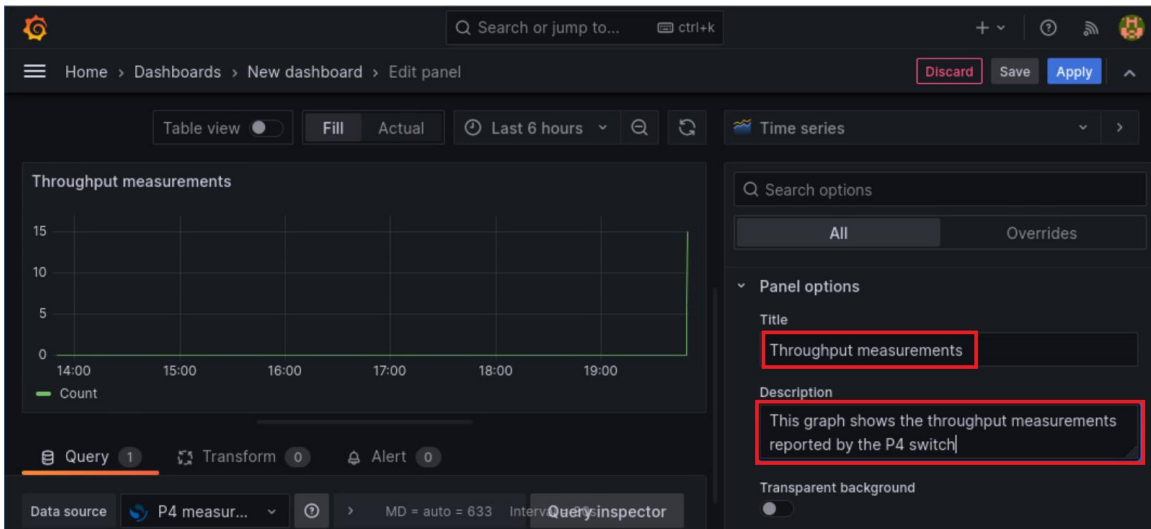 Search or jump to... ctrl+k
Home › Dashboards › New dashboard › Edit panel
Discard Save Apply
Table view Fill Actual Last 6 hours
Time series
Throughput measurements
15
10
5
0
14:00 15:00 16:00 17:00 18:00 19:00
Count
Search options
All Overrides
Panel options
Title
Throughput measurements
Description
This graph shows the throughput measurements
reported by the P4 switch
Transparent background
Query 1 Transform 0 Alert 0
Data source P4 measur... MD = auto = 633 Query inspector